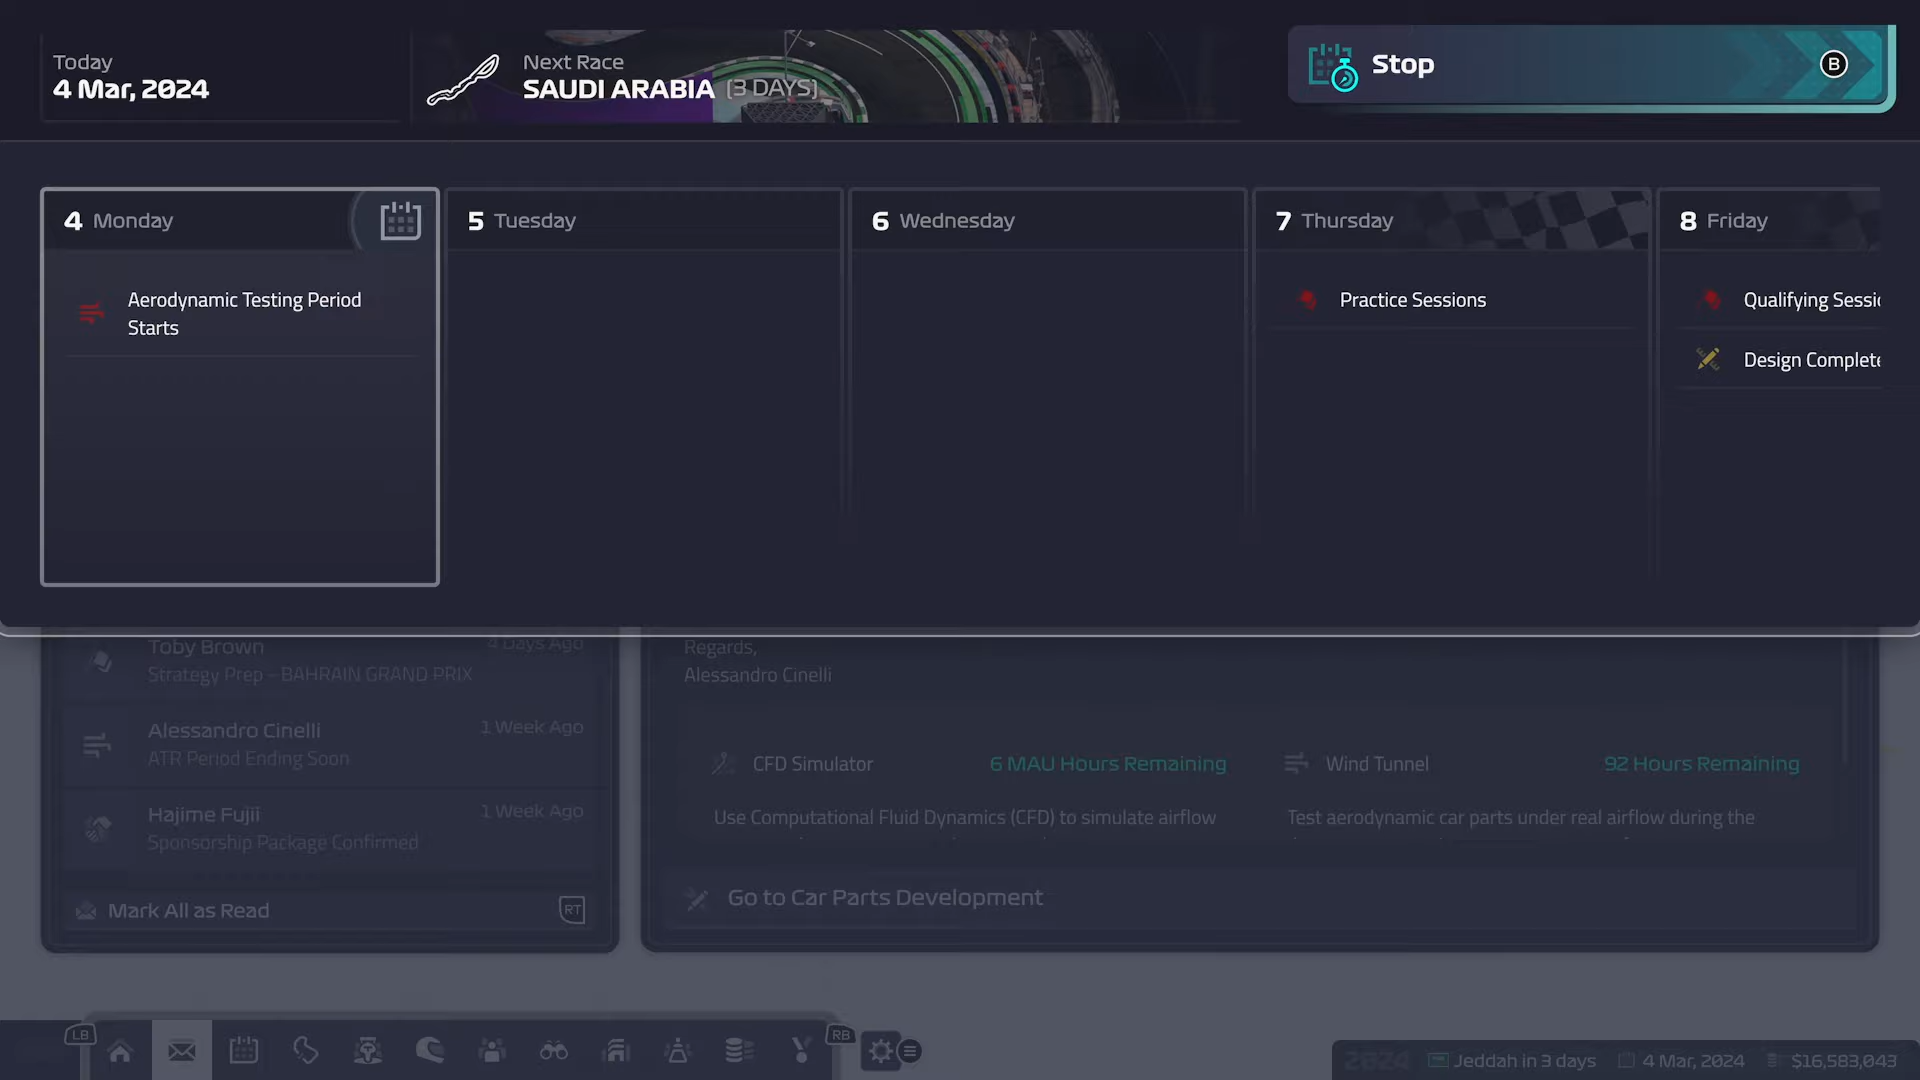 Today
4 Mar, 2024
Next Race
SAUDI ARABIA (3 DAYS)
Stop
B
4 Monday
Aerodynamic Testing Period
Starts
5 Tuesday
6 Wednesday
7 Thursday
Practice Sessions
8 Friday
Qualifying Sessi
Design Complete
Toby Brown
4 Days Ago
Strategy Prep - BAHRAIN GRAND PRIX
Alessandro Cinelli
1 Week Ago
ATR Period Ending Soon
Hajime Fujii
1 Week Ago
Sponsorship Package Confirmed
Mark All as Read
RT
Regards,
Alessandro Cinelli
CFD Simulator
6 MAU Hours Remaining
Use Computational Fluid Dynamics (CFD) to simulate airflow
Wind Tunnel
92 Hours Remaining
Test aerodynamic car parts under real airflow during the
Go to Car Parts Development
LB
RB
2024
Jeddah in 3 days
4 Mar, 2024
$16,583,043